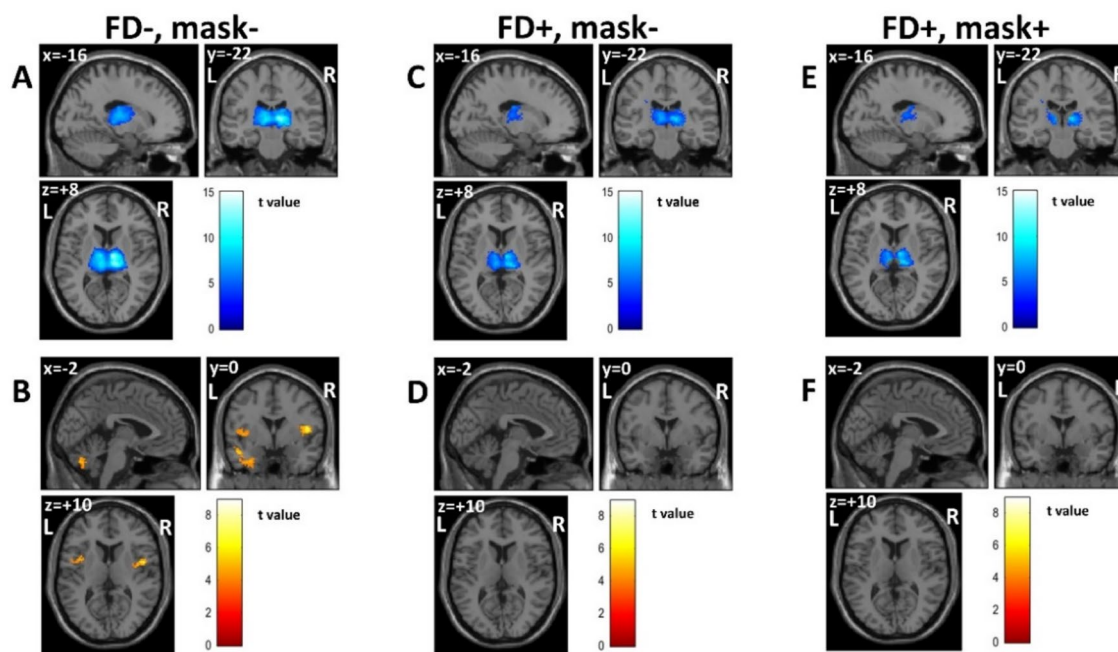 FD-, mask-
A
x=-16
y=-22
L
R
z=+8
L
R
15
10
5
0
t value
B
x=-2
y=0
L
R
z=+10
L
R
8
6
4
2
0
t value
FD+, mask-
C
x=-16
y=-22
L
R
z=+8
L
R
15
10
5
0
t value
D
x=-2
y=0
L
R
z=+10
L
R
8
6
4
2
0
t value
FD+, mask+
E
x=-16
y=-22
L
R
z=+8
L
R
15
10
5
0
t value
F
x=-2
y=0
L
R
z=+10
L
R
8
6
4
2
0
t value